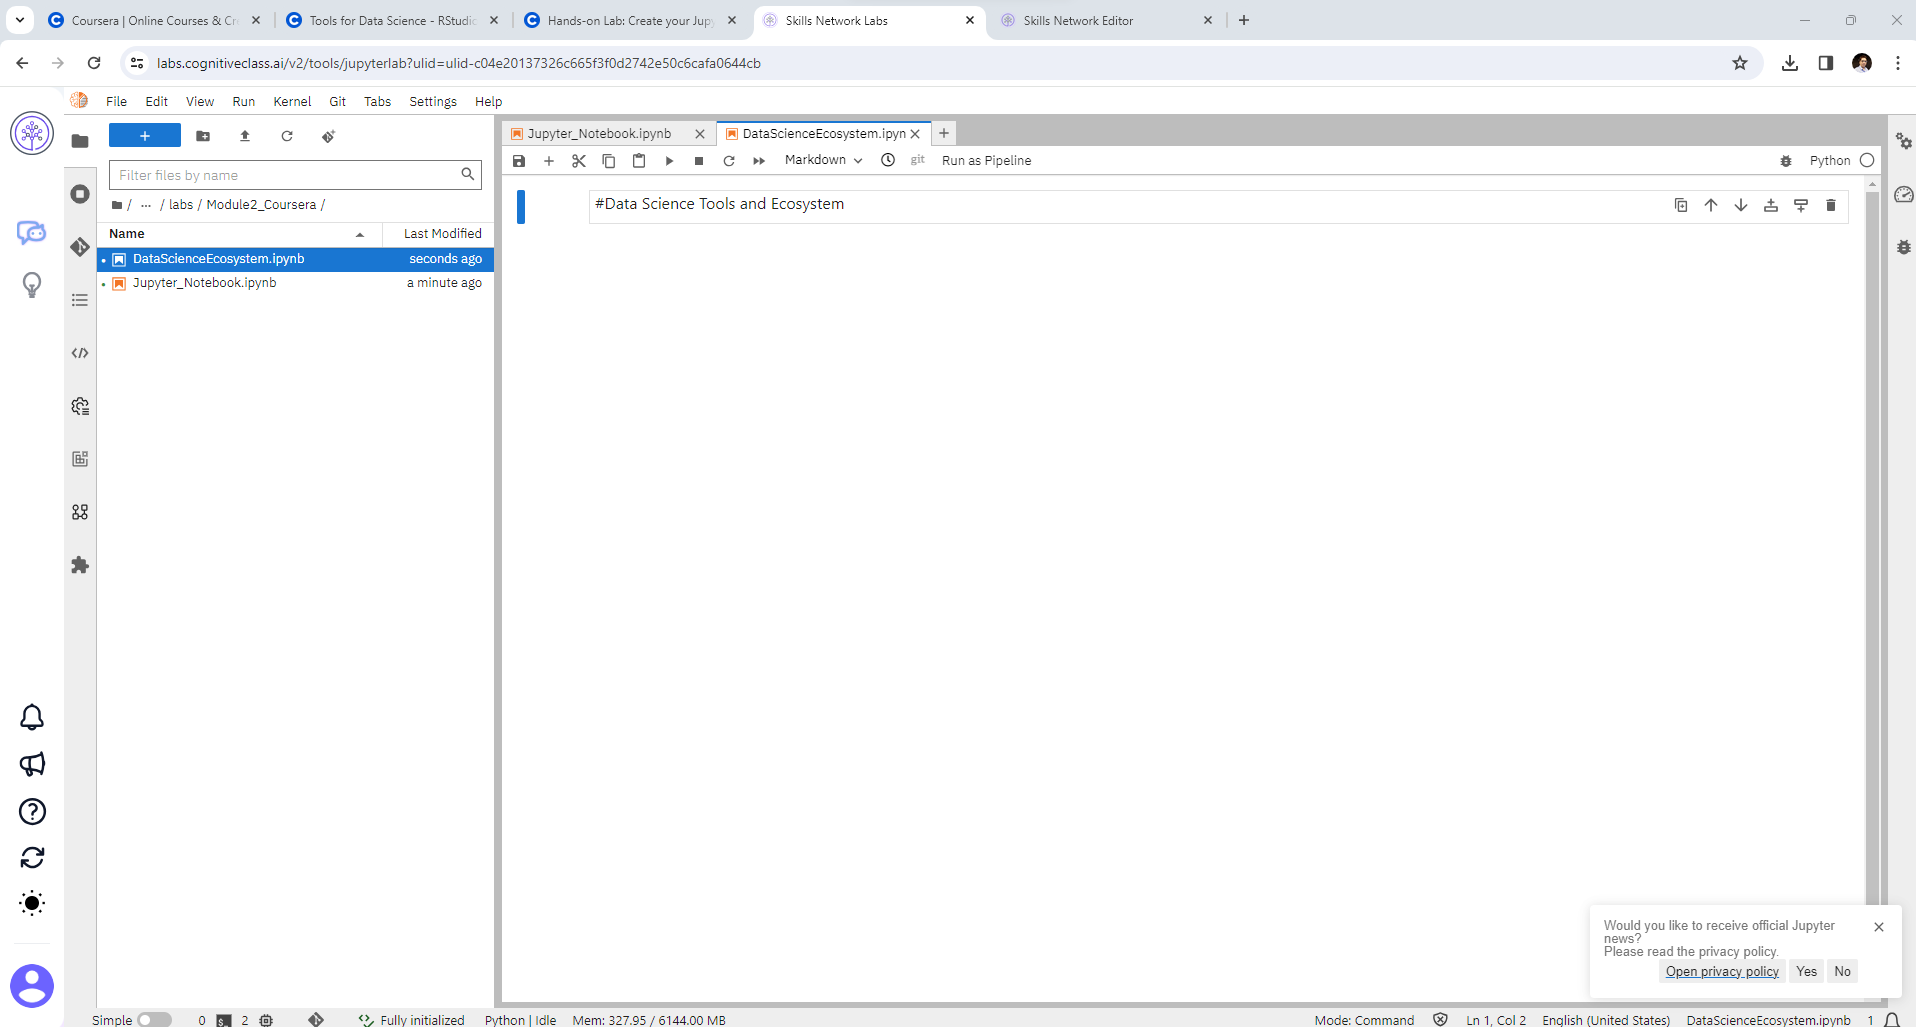 Coursera | Online Courses & Cr
Tools for Data Science - RStudio
Hands-on Lab: Create your Jupy
Skills Network Labs
Skills Network Editor
labs.cognitiveclass.ai/v2/tools/jupyterlab?ulid=ulid-c04e20137326c665f3f0d2742e50c6cafa0644cb
File Edit View Run Kernel Git Tabs Settings Help
Jupyter_Notebook.ipynb
DataScienceEcosystem.ipyn
Markdown
git
Run as Pipeline
Python
Filter files by name
/ ... / labs / Module2_Coursera /
Name Last Modified
DataScienceEcosystem.ipynb seconds ago
Jupyter_Notebook.ipynb a minute ago
#Data Science Tools and Ecosystem
Would you like to receive official Jupyter
news?
Please read the privacy policy.
Open privacy policy Yes No
Simple 0 2 Fully initialized Python | Idle Mem: 327.95 / 6144.00 MB Mode: Command Ln 1, Col 2 English (United States) DataScienceEcosystem.ipynb 1